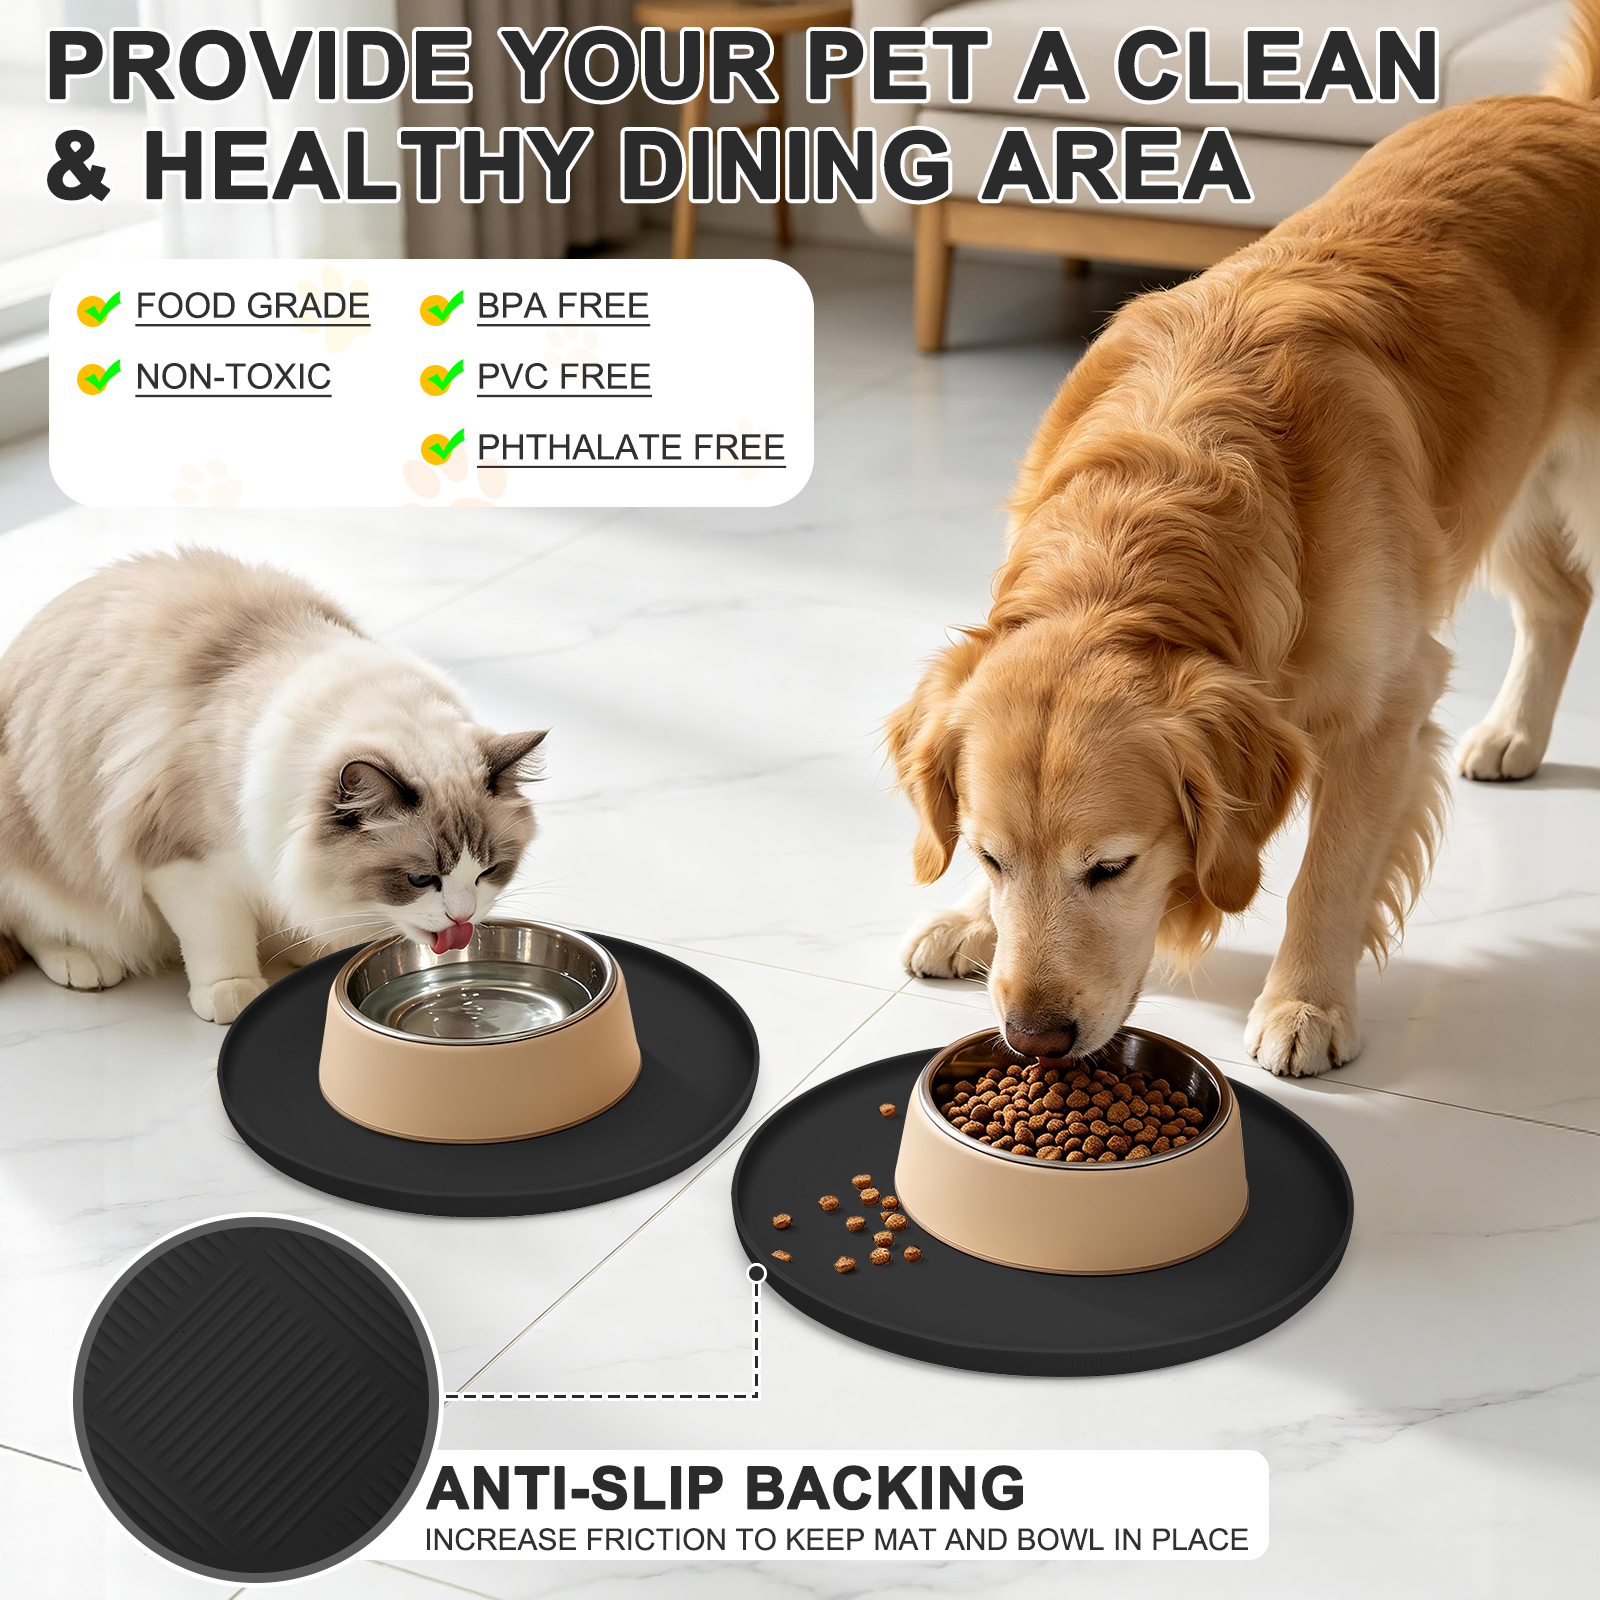 PROVIDE YOUR PET A CLEAN
& HEALTHY DINING AREA
FOOD GRADE
BPA FREE
NON-TOXIC
PVC FREE
PHTHALATE FREE
ANTI-SLIP BACKING
INCREASE FRICTION TO KEEP MAT AND BOWL IN PLACE